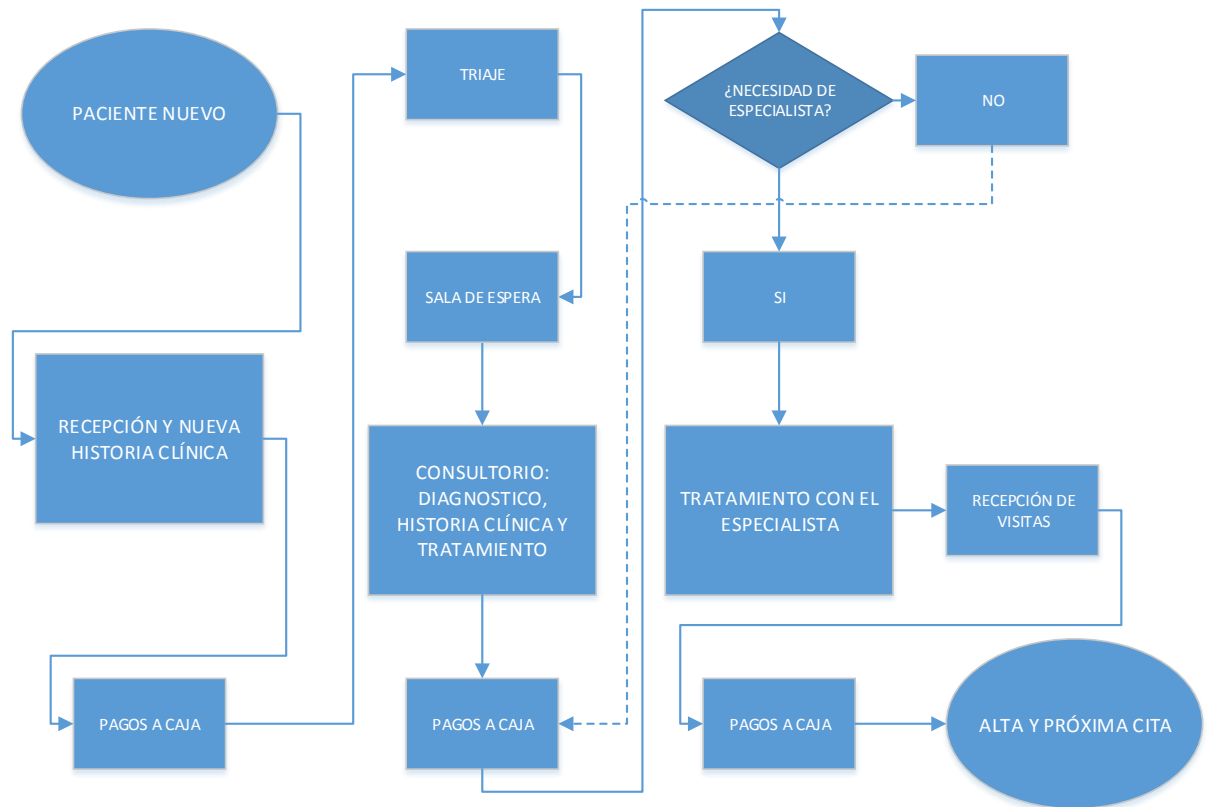 PACIENTE NUEVO
RECEPCIÓN Y NUEVA
HISTORIA CLÍNICA
PAGOS A CAJA
TRIAJE
SALA DE ESPERA
CONSULTORIO:
DIAGNOSTICO,
HISTORIA CLÍNICA Y
TRATAMIENTO
PAGOS A CAJA
¿NECESIDAD DE
ESPECIALISTA?
NO
SI
TRATAMIENTO CON EL
ESPECIALISTA
RECEPCIÓN DE
VISITAS
PAGOS A CAJA
ALTA Y PRÓXIMA CITA